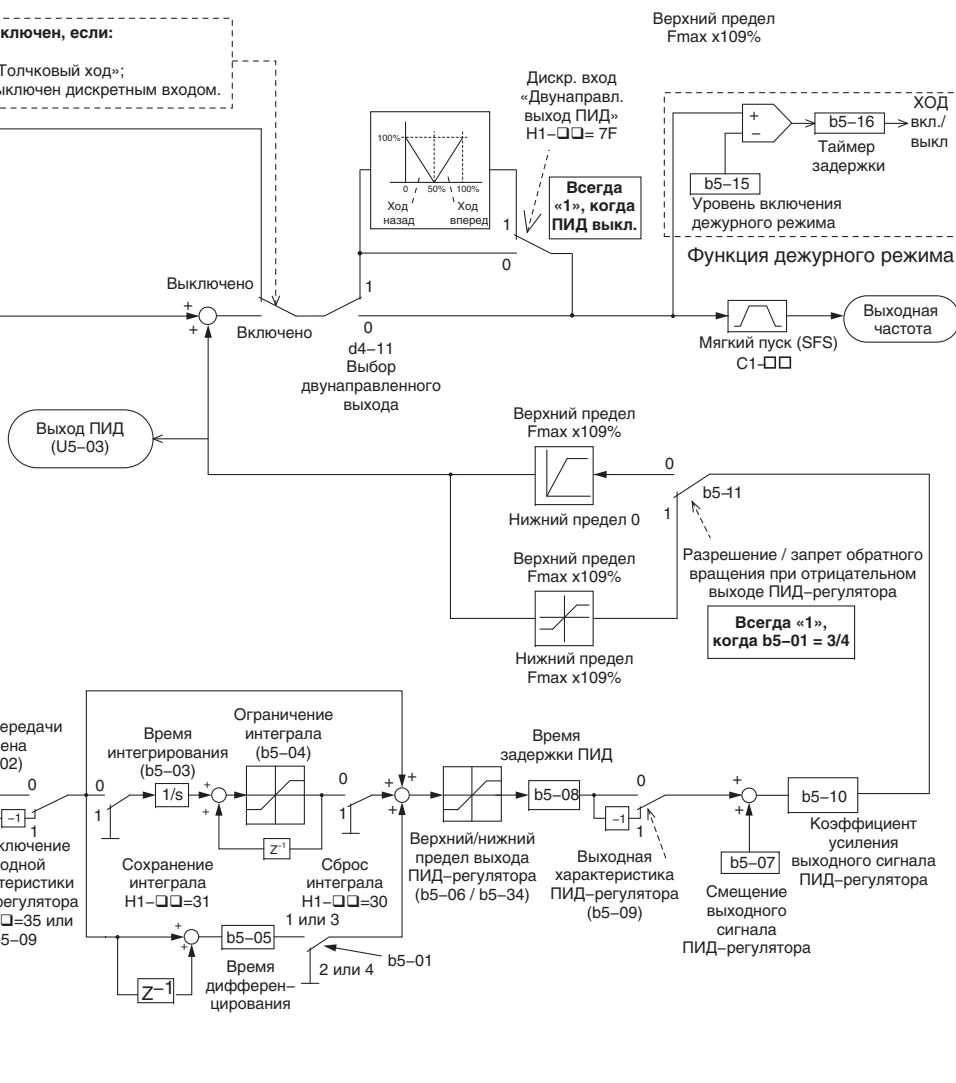 Верхний предел
Fmax x109%
ключен, если:
Толчковый ход»;
ыключен дискретным входом.
Дискр. вход
«Двунаправл.
выход ПИД»
H1–❑❑= 7F
100%
0 50% 100%
Ход
назад
Ход
вперед
Всегда
«1», когда
ПИД выкл.
1
0
+
–
b5–16
ХОД
вкл./
выкл
Таймер
задержки
b5–15
Уровень включения
дежурного режима
Функция дежурного режима
Выключено
+
+
Включено
1
0
d4–11
Выбор
двунаправленного
выхода
Мягкий пуск (SFS)
C1–❑❑
Выходная
частота
Выход ПИД
(U5–03)
Верхний предел
Fmax x109%
0
Нижний предел 0
b5–11
1
Верхний предел
Fmax x109%
Нижний предел
Fmax x109%
Разрешение / запрет обратного
вращения при отрицательном
выходе ПИД–регулятора
Всегда «1»,
когда b5–01 = 3/4
ередачи
ена
02)
0
–1
1
ключение
одной
теристики
регулятора
❑=35 или
5–09
Время
интегрирования
(b5–03)
0
1
1/s
+
+
Ограничение
интеграла
(b5–04)
Z–1
0
1
Сохранение
интеграла
H1–❑❑=31
Сброс
интеграла
H1–❑❑=30
+
+
+
Верхний/нижний
предел выхода
ПИД–регулятора
(b5–06 / b5–34)
Время
задержки ПИД
b5–08
0
–1
1
Выходная
характеристика
ПИД–регулятора
(b5–09)
+
+
b5–07
Смещение
выходного
сигнала
ПИД–регулятора
b5–10
Коэффициент
усиления
выходного сигнала
ПИД–регулятора
+
+
Z–1
b5–05
Время
дифферен–
цирования
1 или 3
2 или 4
b5–01